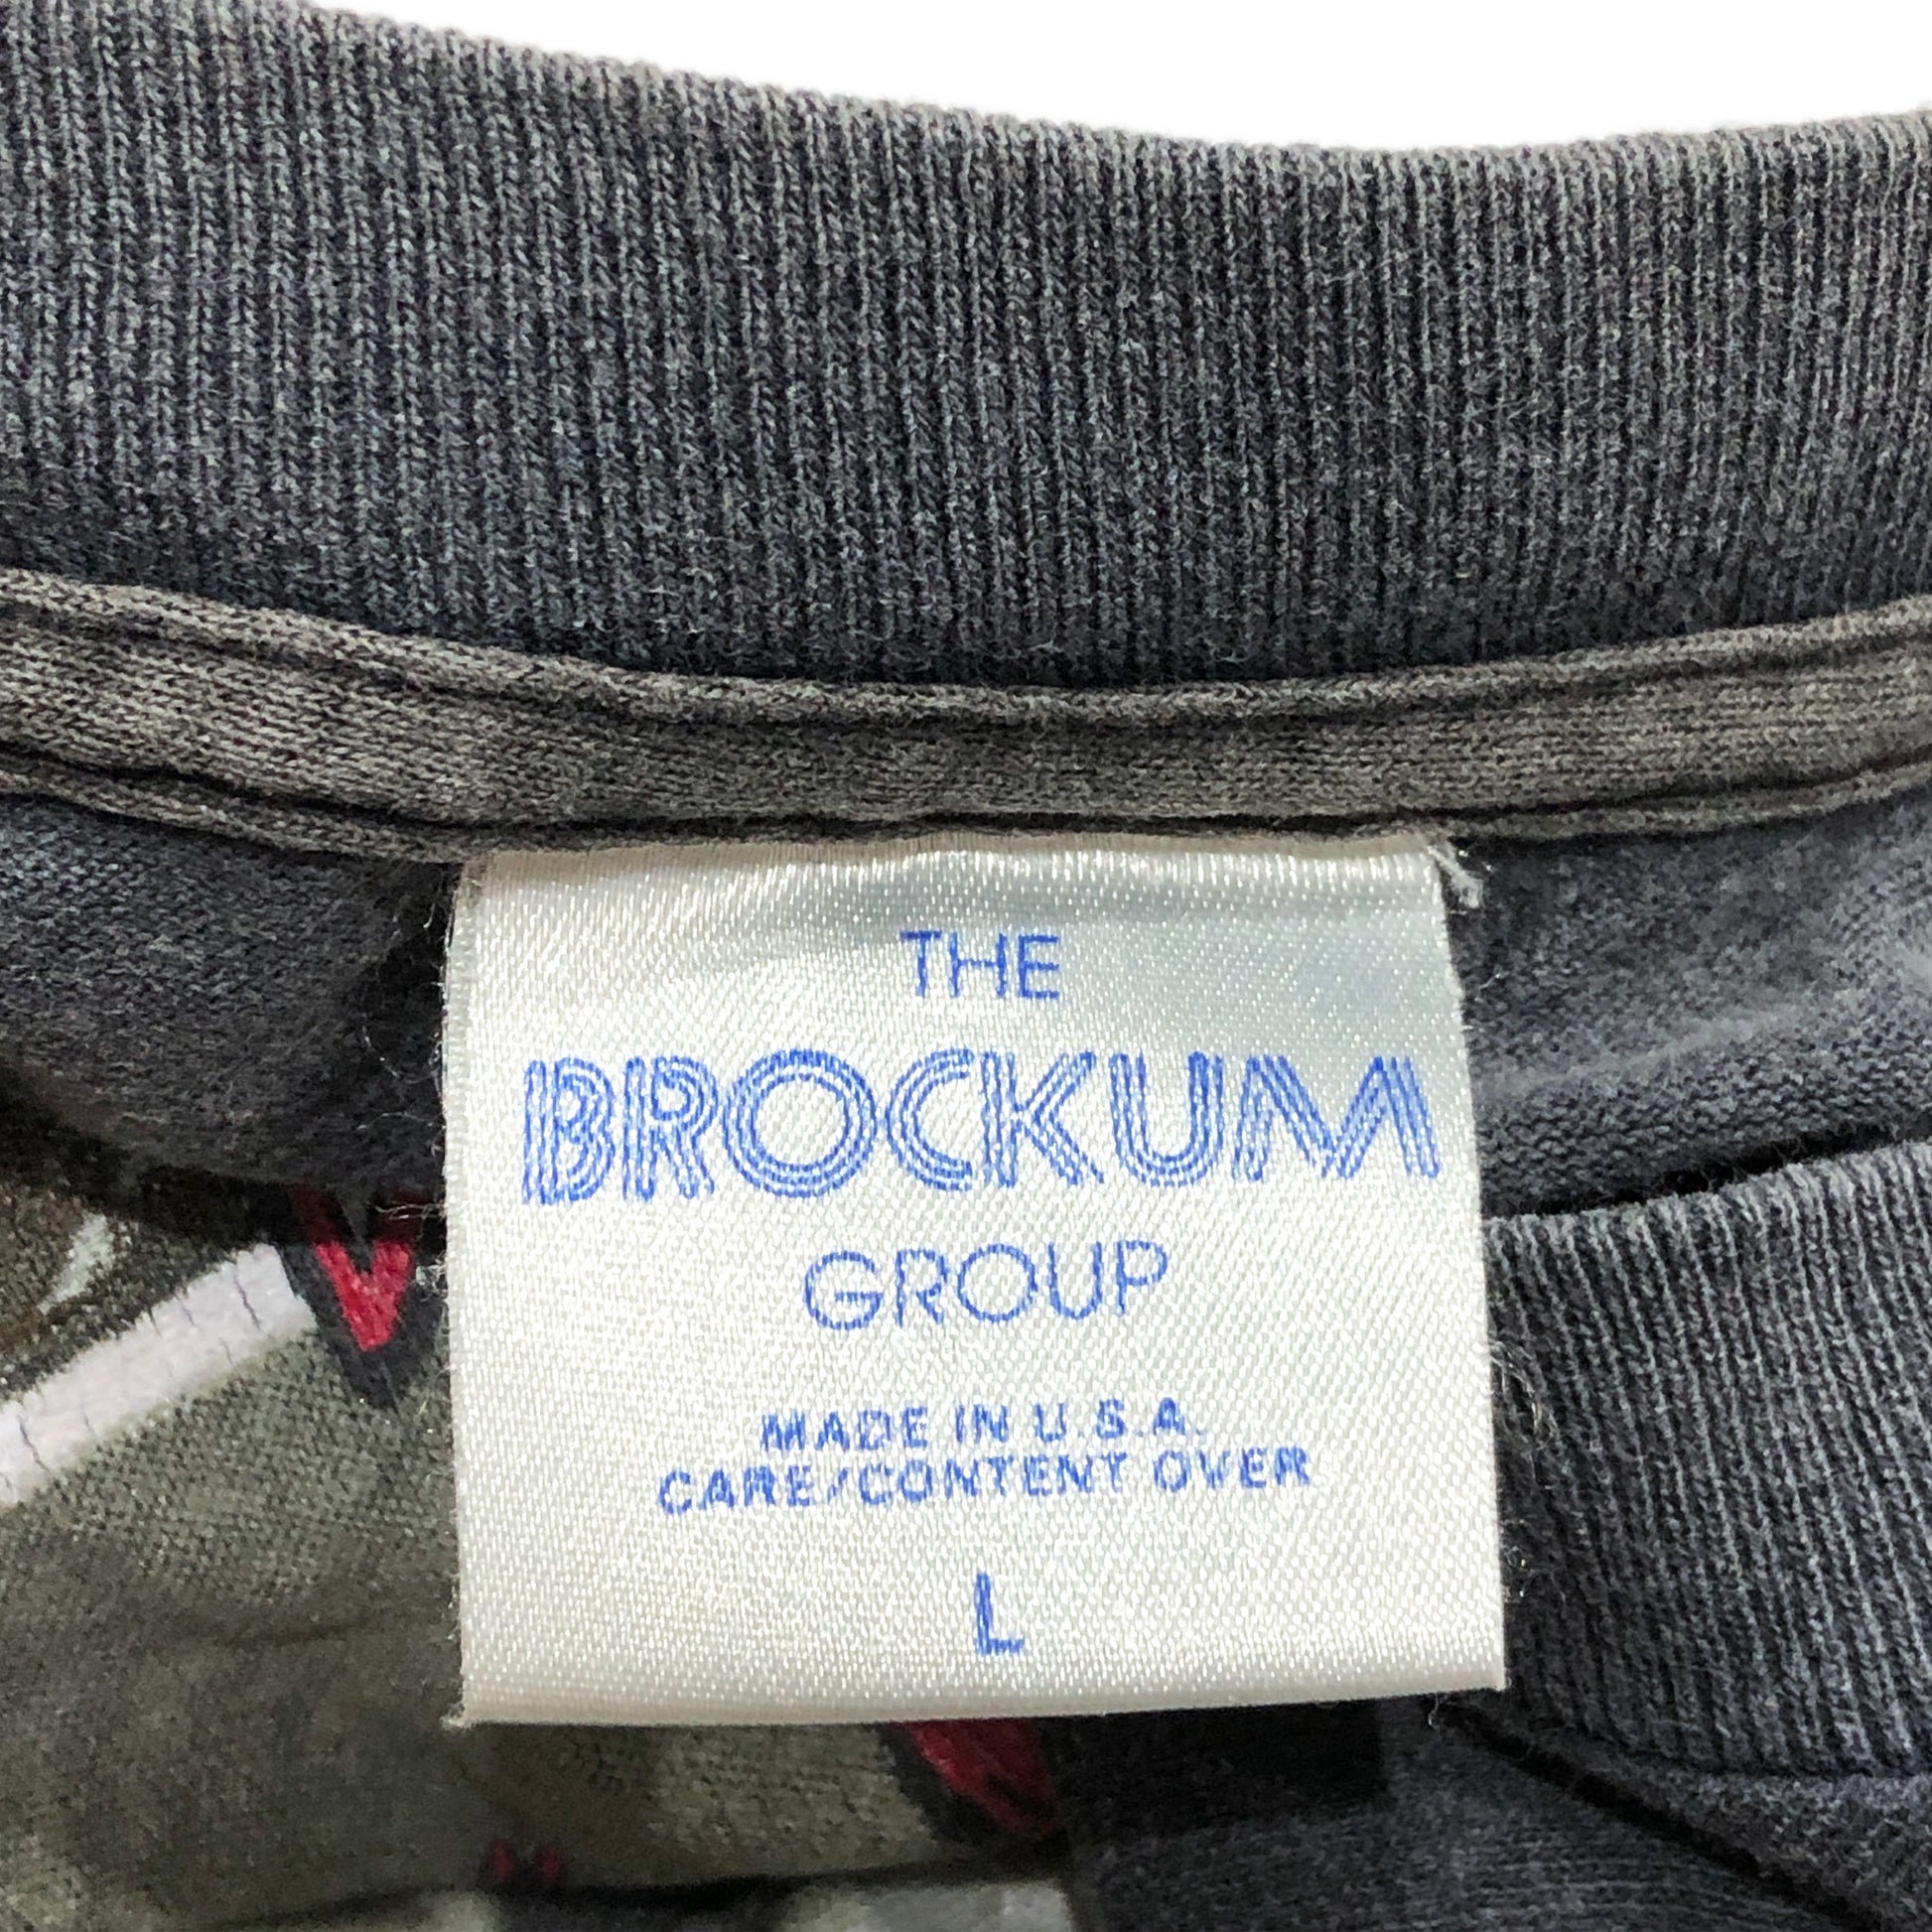 THE
BROCKUM
GROUP
MADE IN U.S.A.
CARE/CONTENT OVER
L